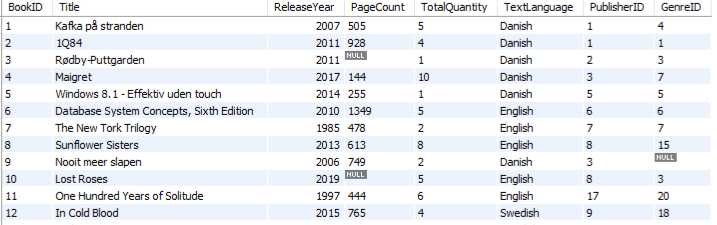 BookID Title ReleaseYear PageCount TotalQuantity TextLanguage PublisherID GenreID
1 Kafka på stranden 2007 505 5 Danish 1 4
2 1Q84 2011 928 4 Danish 1 1
3 Rødby-Puttgarden 2011 NULL 1 Danish 2 3
4 Maigret 2017 144 10 Danish 3 7
5 Windows 8.1 - Effektiv uden touch 2014 255 1 Danish 5 5
6 Database System Concepts, Sixth Edition 2010 1349 5 English 6 6
7 The New Tork Trilogy 1985 478 2 English 7 7
8 Sunflower Sisters 2013 613 8 English 8 15
9 Nooit meer slapen 2006 749 2 Danish 3 NULL
10 Lost Roses 2019 NULL 5 English 8 3
11 One Hundred Years of Solitude 1997 444 6 English 17 20
12 In Cold Blood 2015 765 4 Swedish 9 18